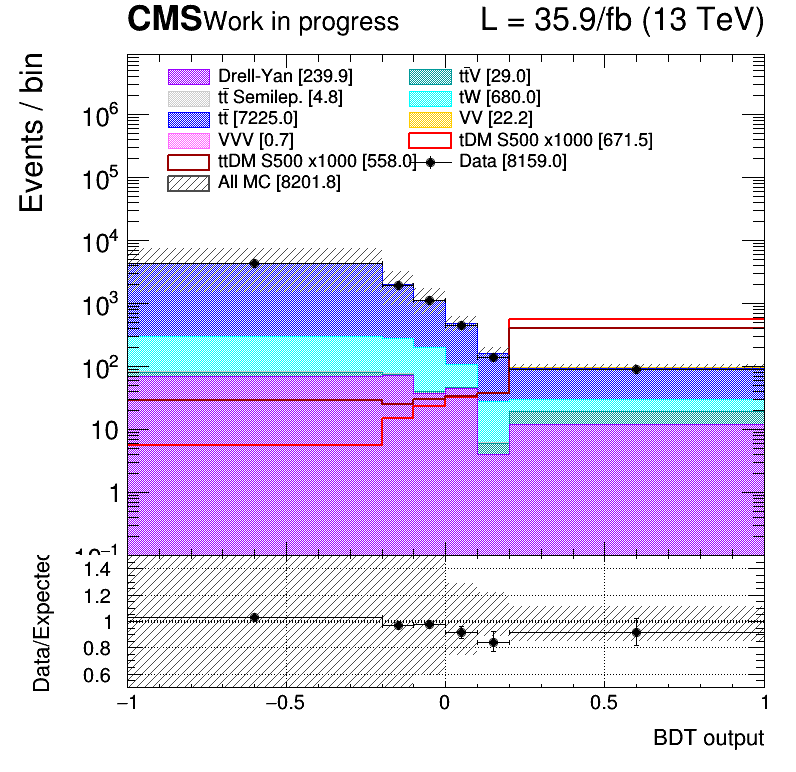 CMS Work in progress L = 35.9/fb (13 TeV)
Events / bin
Drell-Yan [239.9] tt̄V [29.0]
tt̄ Semilep. [4.8] tW [680.0]
tt̄ [7225.0] VV [22.2]
VVV [0.7] tDM S500 x1000 [671.5]
ttDM S500 x1000 [558.0] Data [8159.0]
All MC [8201.8]
10⁶
10⁵
10⁴
10³
10²
10
1
10⁻¹
Data/Expected
1.4
1.2
1
0.8
0.6
−1 −0.5 0 0.5 1
BDT output